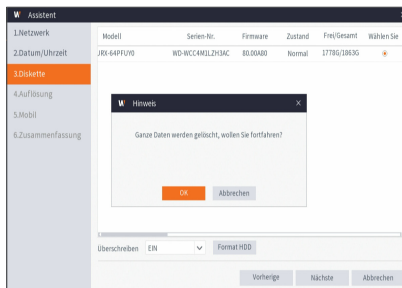 W Assistent
1.Netzwerk
2.Datum/Uhrzeit
3.Diskette
4.Auflösung
5.Mobil
6.Zusammenfassung
Modell Serien-Nr. Firmware Zustand Frei/Gesamt Wählen Sie
JRX-64PFUY0 WD-WCC4M1LZH3AC 80.00A80 Normal 1778G/1863G
W Hinweis ×
Ganze Daten werden gelöscht, wollen Sie fortfahren?
OK Abbrechen
Überschreiben EIN Format HDD
Vorherige Nächste Abbrechen